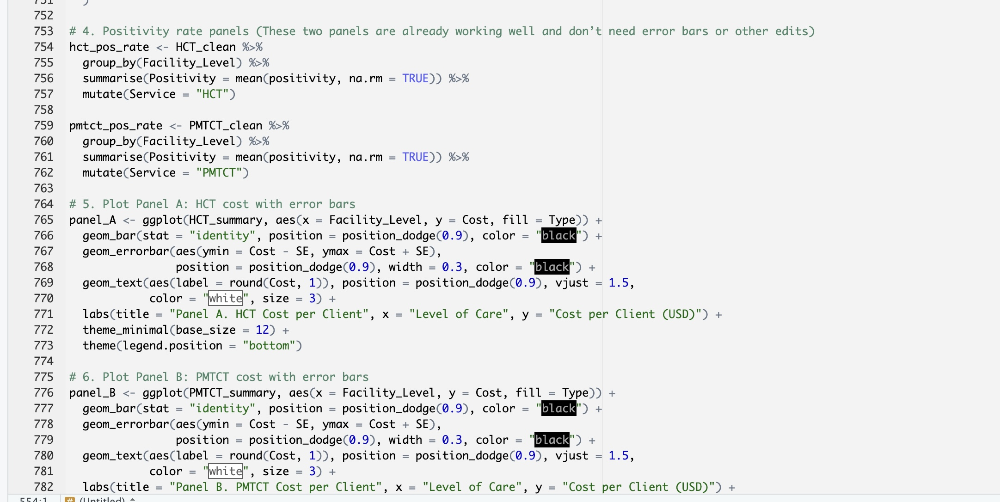 751   )
752
753 # 4. Positivity rate panels (These two panels are already working well and don’t need error bars or other edits)
754 hct_pos_rate <- HCT_clean %>%
755   group_by(Facility_Level) %>%
756   summarise(Positivity = mean(positivity, na.rm = TRUE)) %>%
757   mutate(Service = "HCT")
758
759 pmtct_pos_rate <- PMTCT_clean %>%
760   group_by(Facility_Level) %>%
761   summarise(Positivity = mean(positivity, na.rm = TRUE)) %>%
762   mutate(Service = "PMTCT")
763
764 # 5. Plot Panel A: HCT cost with error bars
765 panel_A <- ggplot(HCT_summary, aes(x = Facility_Level, y = Cost, fill = Type)) +
766   geom_bar(stat = "identity", position = position_dodge(0.9), color = "black") +
767   geom_errorbar(aes(ymin = Cost - SE, ymax = Cost + SE),
768                 position = position_dodge(0.9), width = 0.3, color = "black") +
769   geom_text(aes(label = round(Cost, 1)), position = position_dodge(0.9), vjust = 1.5,
770             color = "white", size = 3) +
771   labs(title = "Panel A. HCT Cost per Client", x = "Level of Care", y = "Cost per Client (USD)") +
772   theme_minimal(base_size = 12) +
773   theme(legend.position = "bottom")
774
775 # 6. Plot Panel B: PMTCT cost with error bars
776 panel_B <- ggplot(PMTCT_summary, aes(x = Facility_Level, y = Cost, fill = Type)) +
777   geom_bar(stat = "identity", position = position_dodge(0.9), color = "black") +
778   geom_errorbar(aes(ymin = Cost - SE, ymax = Cost + SE),
779                 position = position_dodge(0.9), width = 0.3, color = "black") +
780   geom_text(aes(label = round(Cost, 1)), position = position_dodge(0.9), vjust = 1.5,
781             color = "white", size = 3) +
782   labs(title = "Panel B. PMTCT Cost per Client", x = "Level of Care", y = "Cost per Client (USD)") +
554:1 # (Untitled)